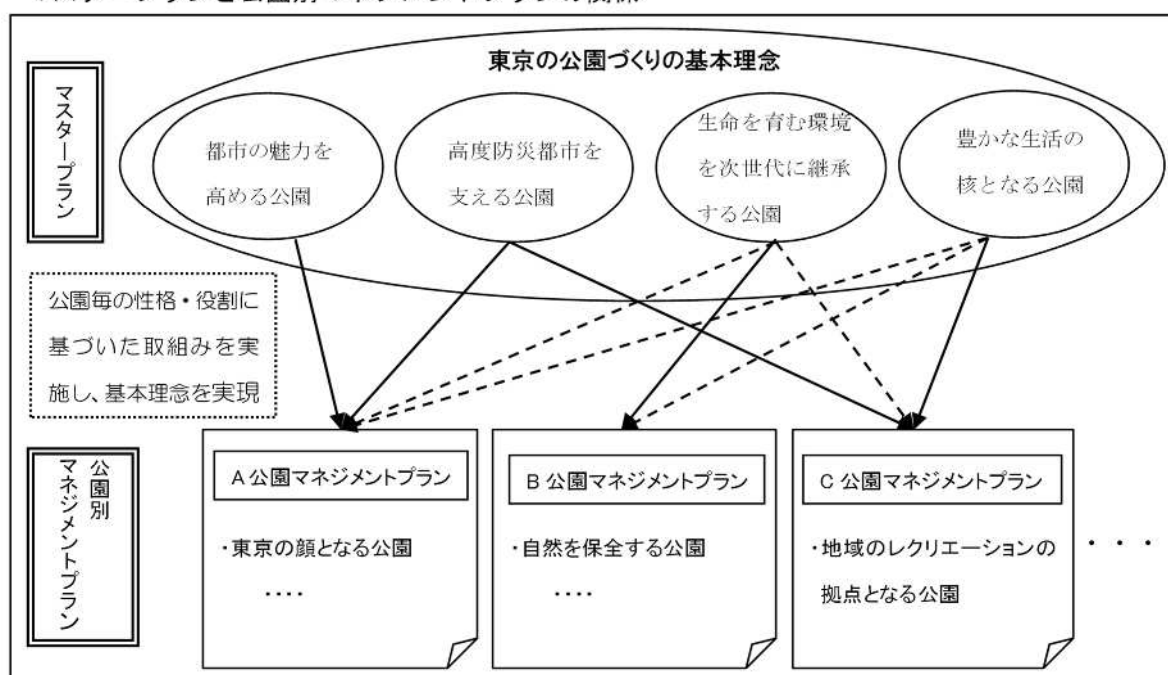 東京の公園づくりの基本理念
マスタープラン
都市の魅力を
高める公園
高度防災都市を
支える公園
生命を育む環境
を次世代に継承
する公園
豊かな生活の
核となる公園
公園毎の性格・役割に
基づいた取組みを実
施し、基本理念を実現
公園別
マネジメントプラン
A 公園マネジメントプラン
・東京の顔となる公園
・・・・
B 公園マネジメントプラン
・自然を保全する公園
・・・・
C 公園マネジメントプラン
・地域のレクリエーションの
拠点となる公園
・・・